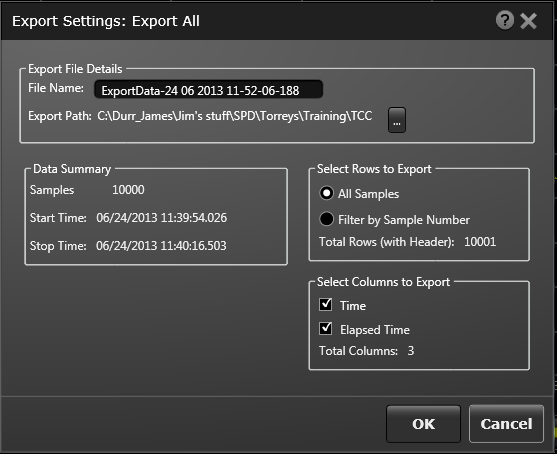 Export Settings: Export All
?
Export File Details
File Name: ExportData-24 06 2013 11-52-06-188
Export Path: C:\Durr_James\Jim's stuff\SPD\Torreys\Training\TCC ...
Data Summary
Samples 10000
Start Time: 06/24/2013 11:39:54.026
Stop Time: 06/24/2013 11:40:16.503
Select Rows to Export
All Samples
Filter by Sample Number
Total Rows (with Header): 10001
Select Columns to Export
Time
Elapsed Time
Total Columns: 3
OK Cancel